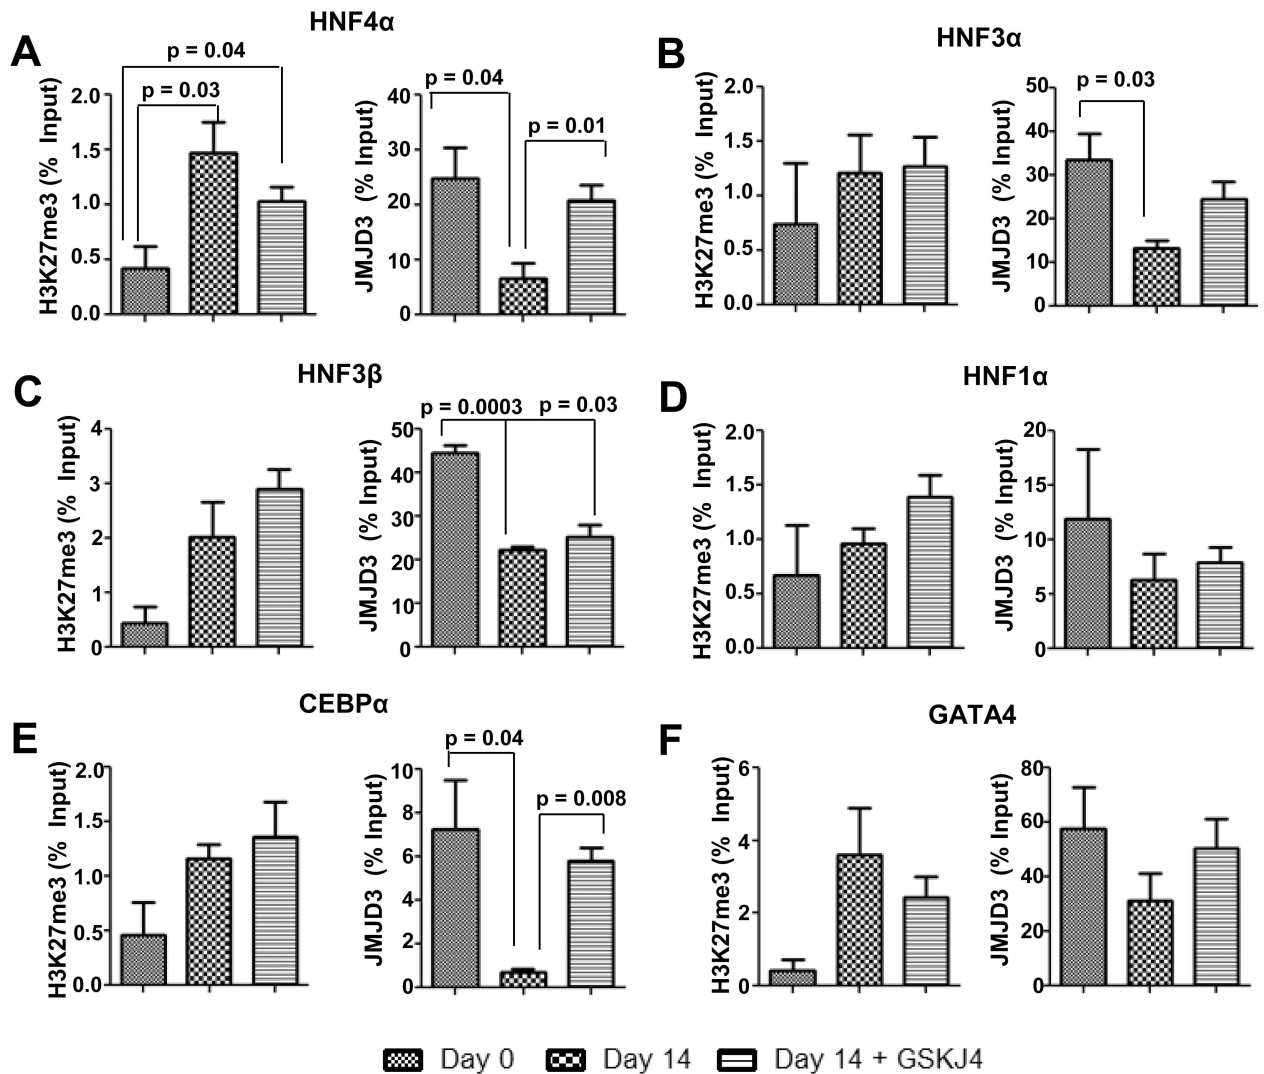 A
HNF4α
p = 0.04
p = 0.03
H3K27me3 (% Input)
2.0
1.5
1.0
0.5
0.0
p = 0.04
p = 0.01
JMJD3 (% Input)
40
30
20
10
0
B
HNF3α
H3K27me3 (% Input)
2.0
1.5
1.0
0.5
0.0
p = 0.03
JMJD3 (% Input)
50
40
30
20
10
0
C
HNF3β
H3K27me3 (% Input)
4
3
2
1
0
p = 0.0003 p = 0.03
JMJD3 (% Input)
50
40
30
20
10
0
D
HNF1α
H3K27me3 (% Input)
2.0
1.5
1.0
0.5
0.0
JMJD3 (% Input)
20
15
10
5
0
E
CEBPα
H3K27me3 (% Input)
2.0
1.5
1.0
0.5
0.0
p = 0.04
p = 0.008
JMJD3 (% Input)
10
8
6
4
2
0
F
GATA4
H3K27me3 (% Input)
6
4
2
0
JMJD3 (% Input)
80
60
40
20
0
Day 0 Day 14 Day 14 + GSKJ4